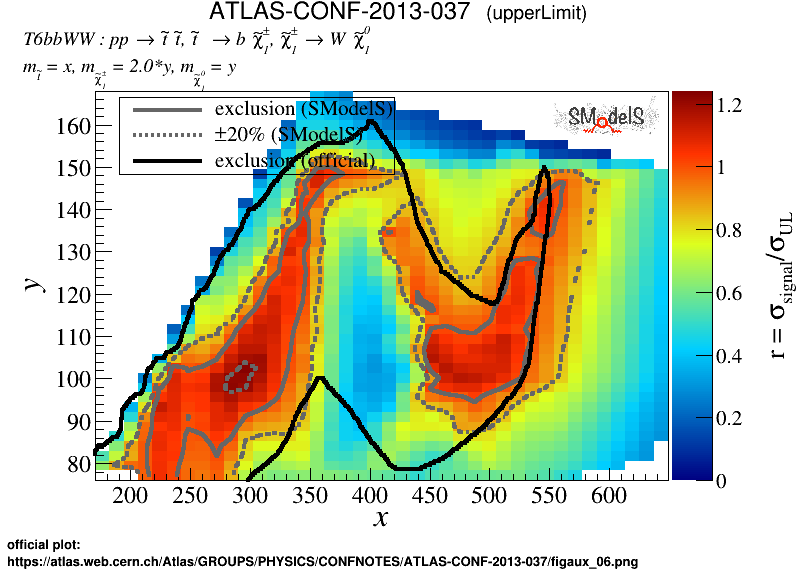 ATLAS-CONF-2013-037 (upperLimit)
T6bbWW : pp → t̃ t̃, t̃ → b χ̃₁±, χ̃₁± → W χ̃₁⁰
m_t̃ = x, m_χ̃₁± = 2.0*y, m_χ̃₁⁰ = y
exclusion (SModelS)
±20% (SModelS)
exclusion (official)
SModelS
160
150
140
130
120
110
100
90
80
y
200 250 300 350 400 450 500 550 600
x
1.2
1
0.8
0.6
0.4
0.2
0
r = σ_signal/σ_UL
official plot:
https://atlas.web.cern.ch/Atlas/GROUPS/PHYSICS/CONFNOTES/ATLAS-CONF-2013-037/figaux_06.png